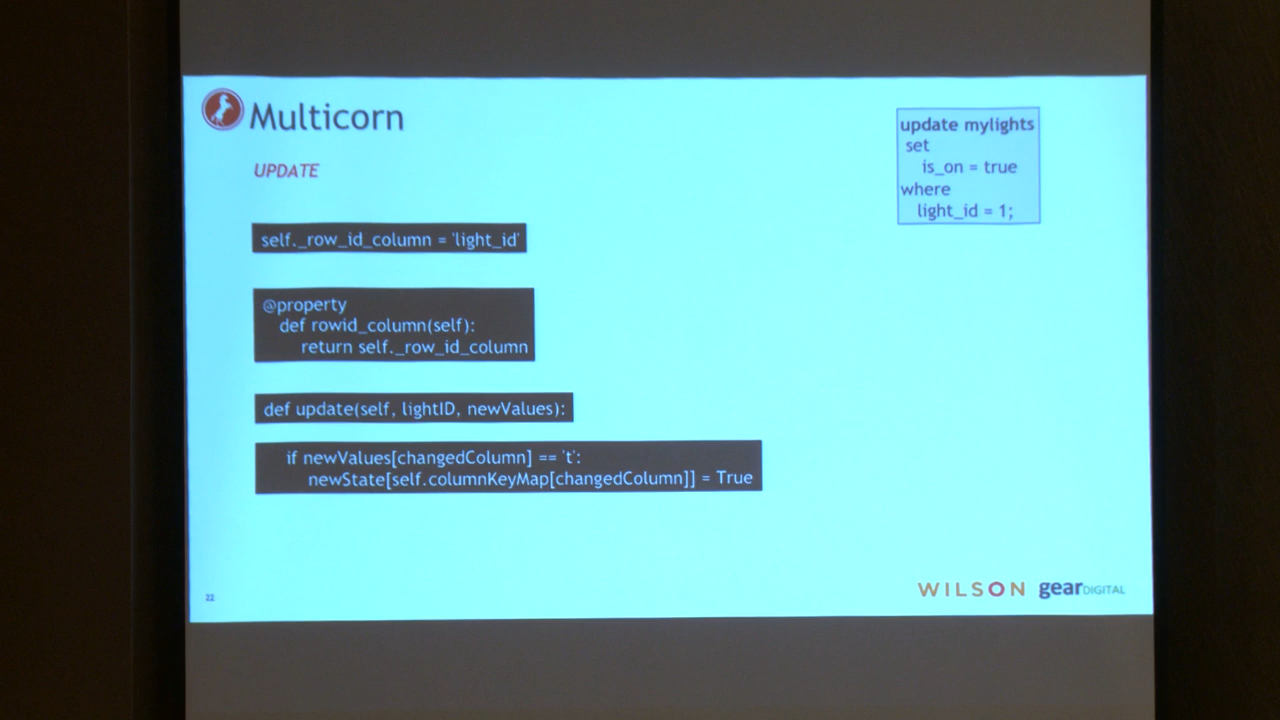 Multicorn
UPDATE
update mylights
set
is_on = true
where
light_id = 1;
self._row_id_column = 'light_id'
@property
def rowid_column(self):
return self._row_id_column
def update(self, lightID, newValues):
if newValues[changedColumn] == 't':
newState[self.columnKeyMap[changedColumn]] = True
22
WILSON gearDIGITAL